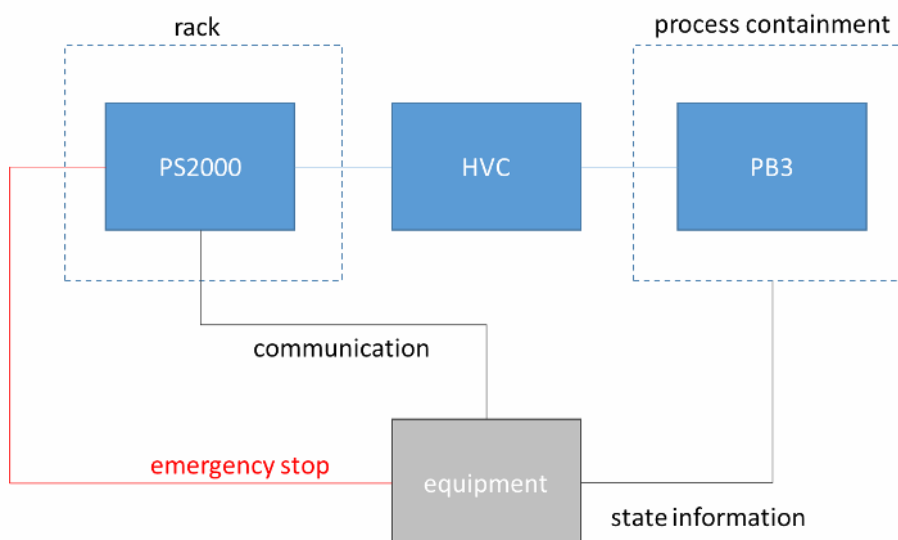 rack
process containment
PS2000
HVC
PB3
communication
emergency stop
equipment
state information